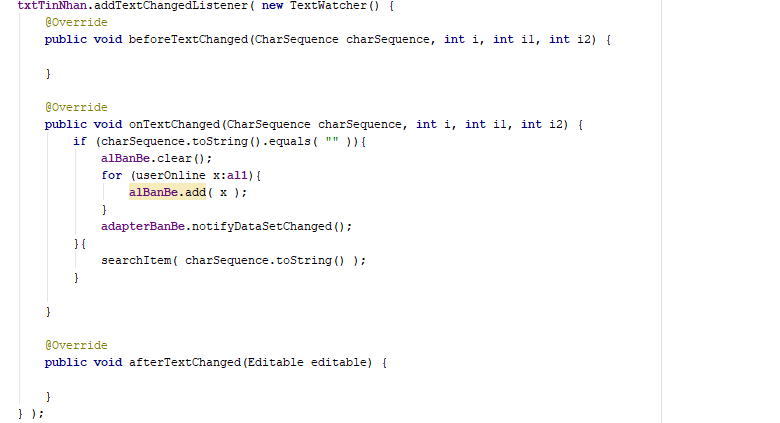 txtTinNhan.addTextChangedListener( new TextWatcher() {
@Override
public void beforeTextChanged(CharSequence charSequence, int i, int i1, int i2) {
}
@Override
public void onTextChanged(CharSequence charSequence, int i, int i1, int i2) {
if (charSequence.toString().equals( "" )){
alBanBe.clear();
for (userOnline x:al1){
alBanBe.add( x );
}
adapterBanBe.notifyDataSetChanged();
}{
searchItem( charSequence.toString() );
}
}
@Override
public void afterTextChanged(Editable editable) {
}
} );